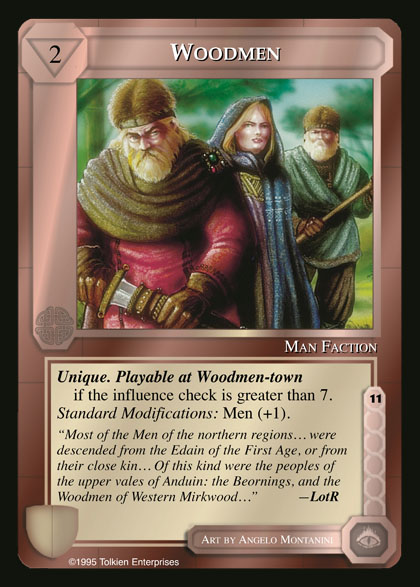 2
WOODMEN
MAN FACTION
Unique. Playable at Woodmen-town
if the influence check is greater than 7.
Standard Modifications: Men (+1).
11
“Most of the Men of the northern regions… were
descended from the Edain of the First Age, or from
their close kin… Of this kind were the peoples of
the upper vales of Anduin: the Beornings, and the
Woodmen of Western Mirkwood…” —LotR
ART BY ANGELO MONTANINI
©1995 Tolkien Enterprises